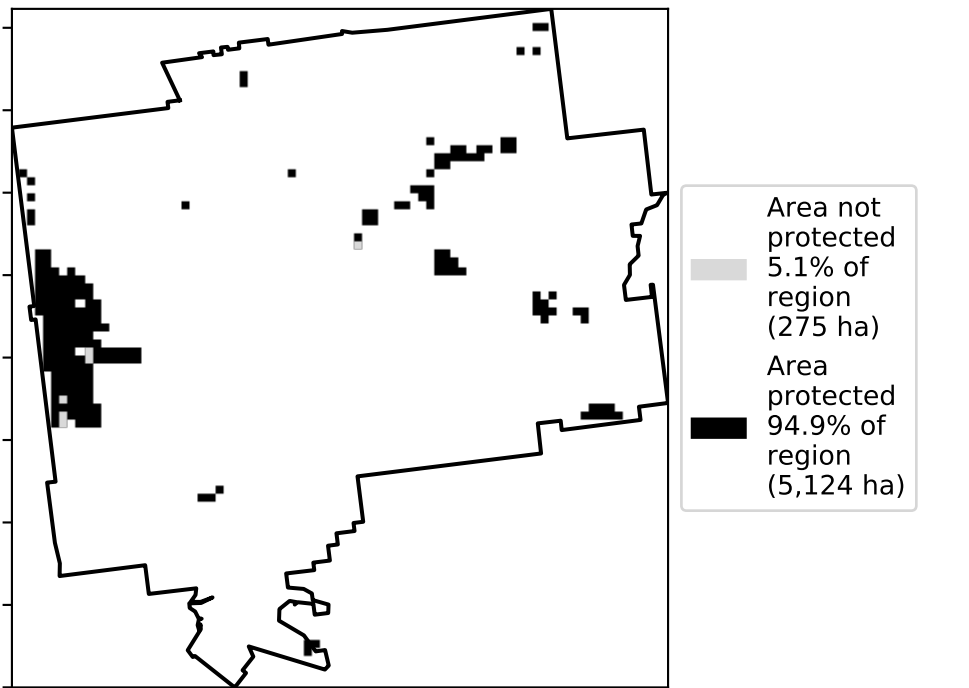 Area not
protected
5.1% of
region
(275 ha)
Area
protected
94.9% of
region
(5,124 ha)